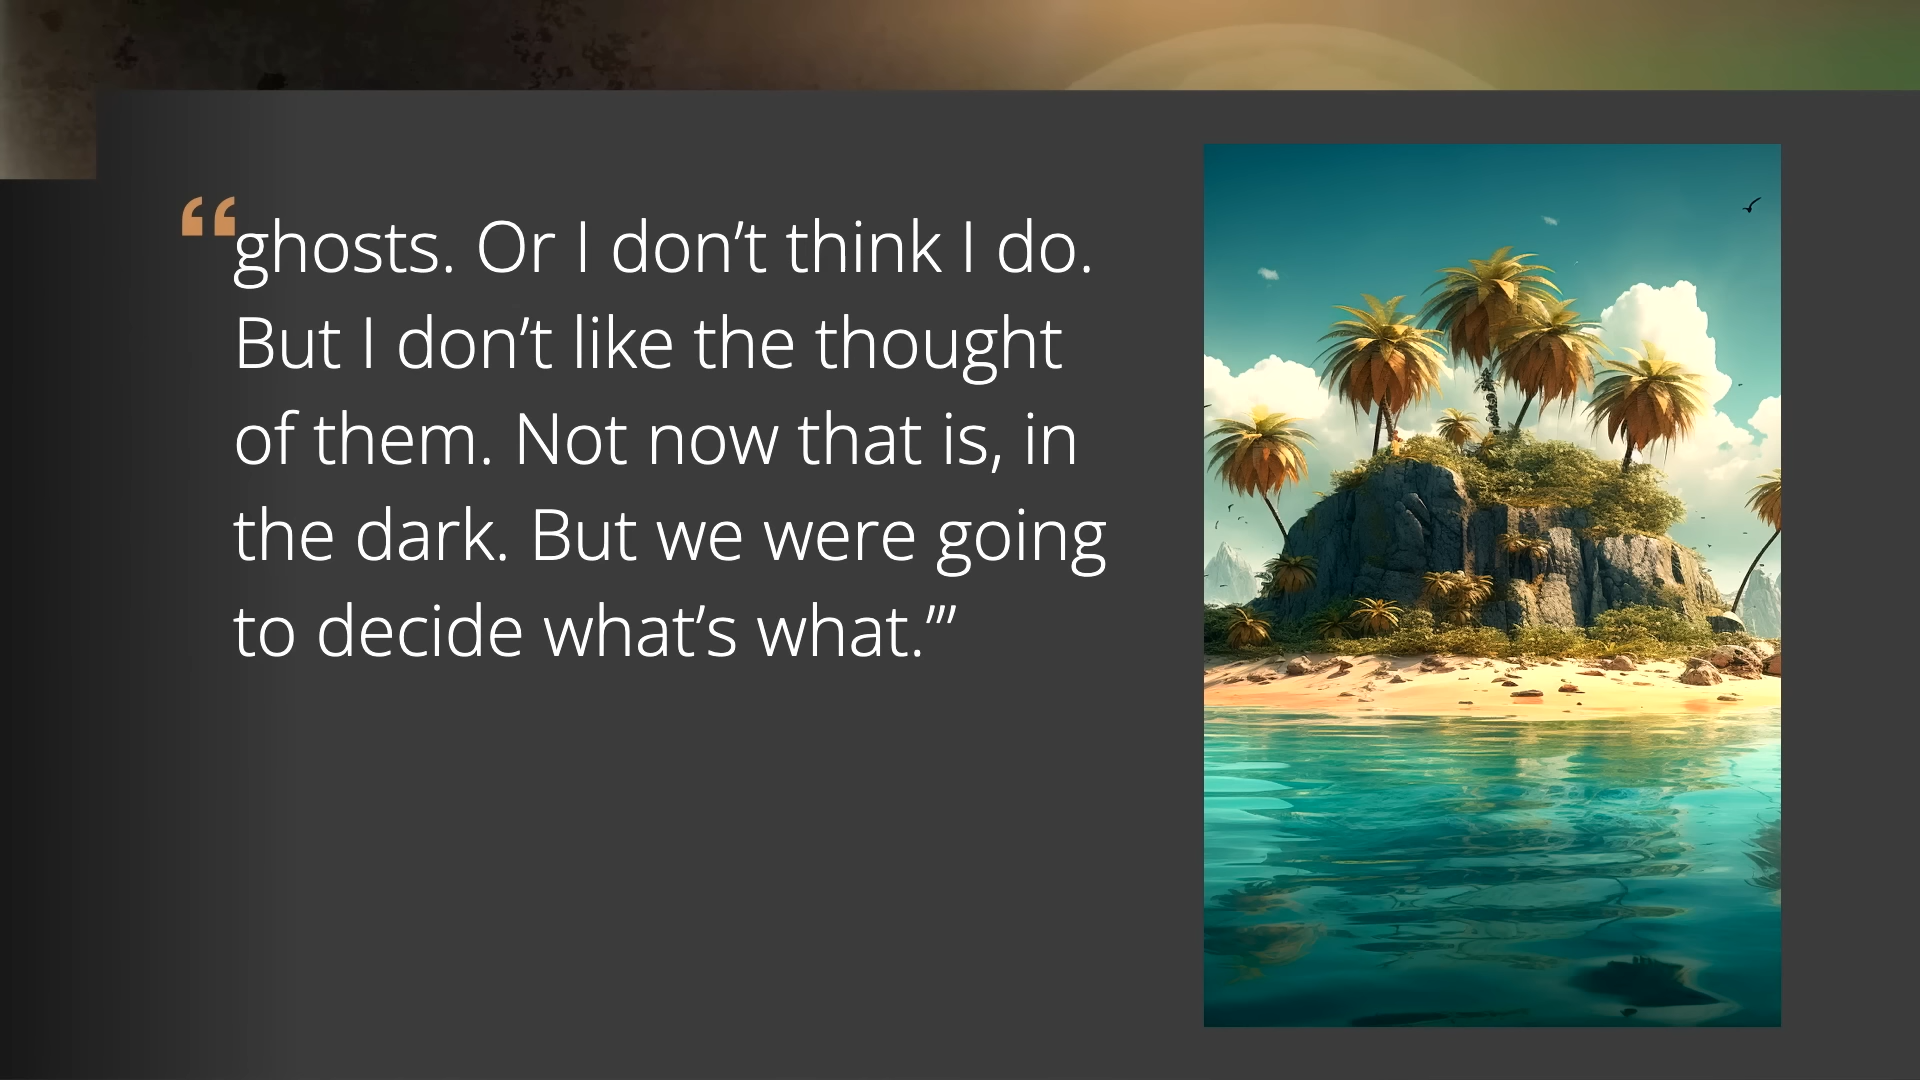 “ghosts. Or I don’t think I do.
But I don’t like the thought
of them. Not now that is, in
the dark. But we were going
to decide what’s what.’”